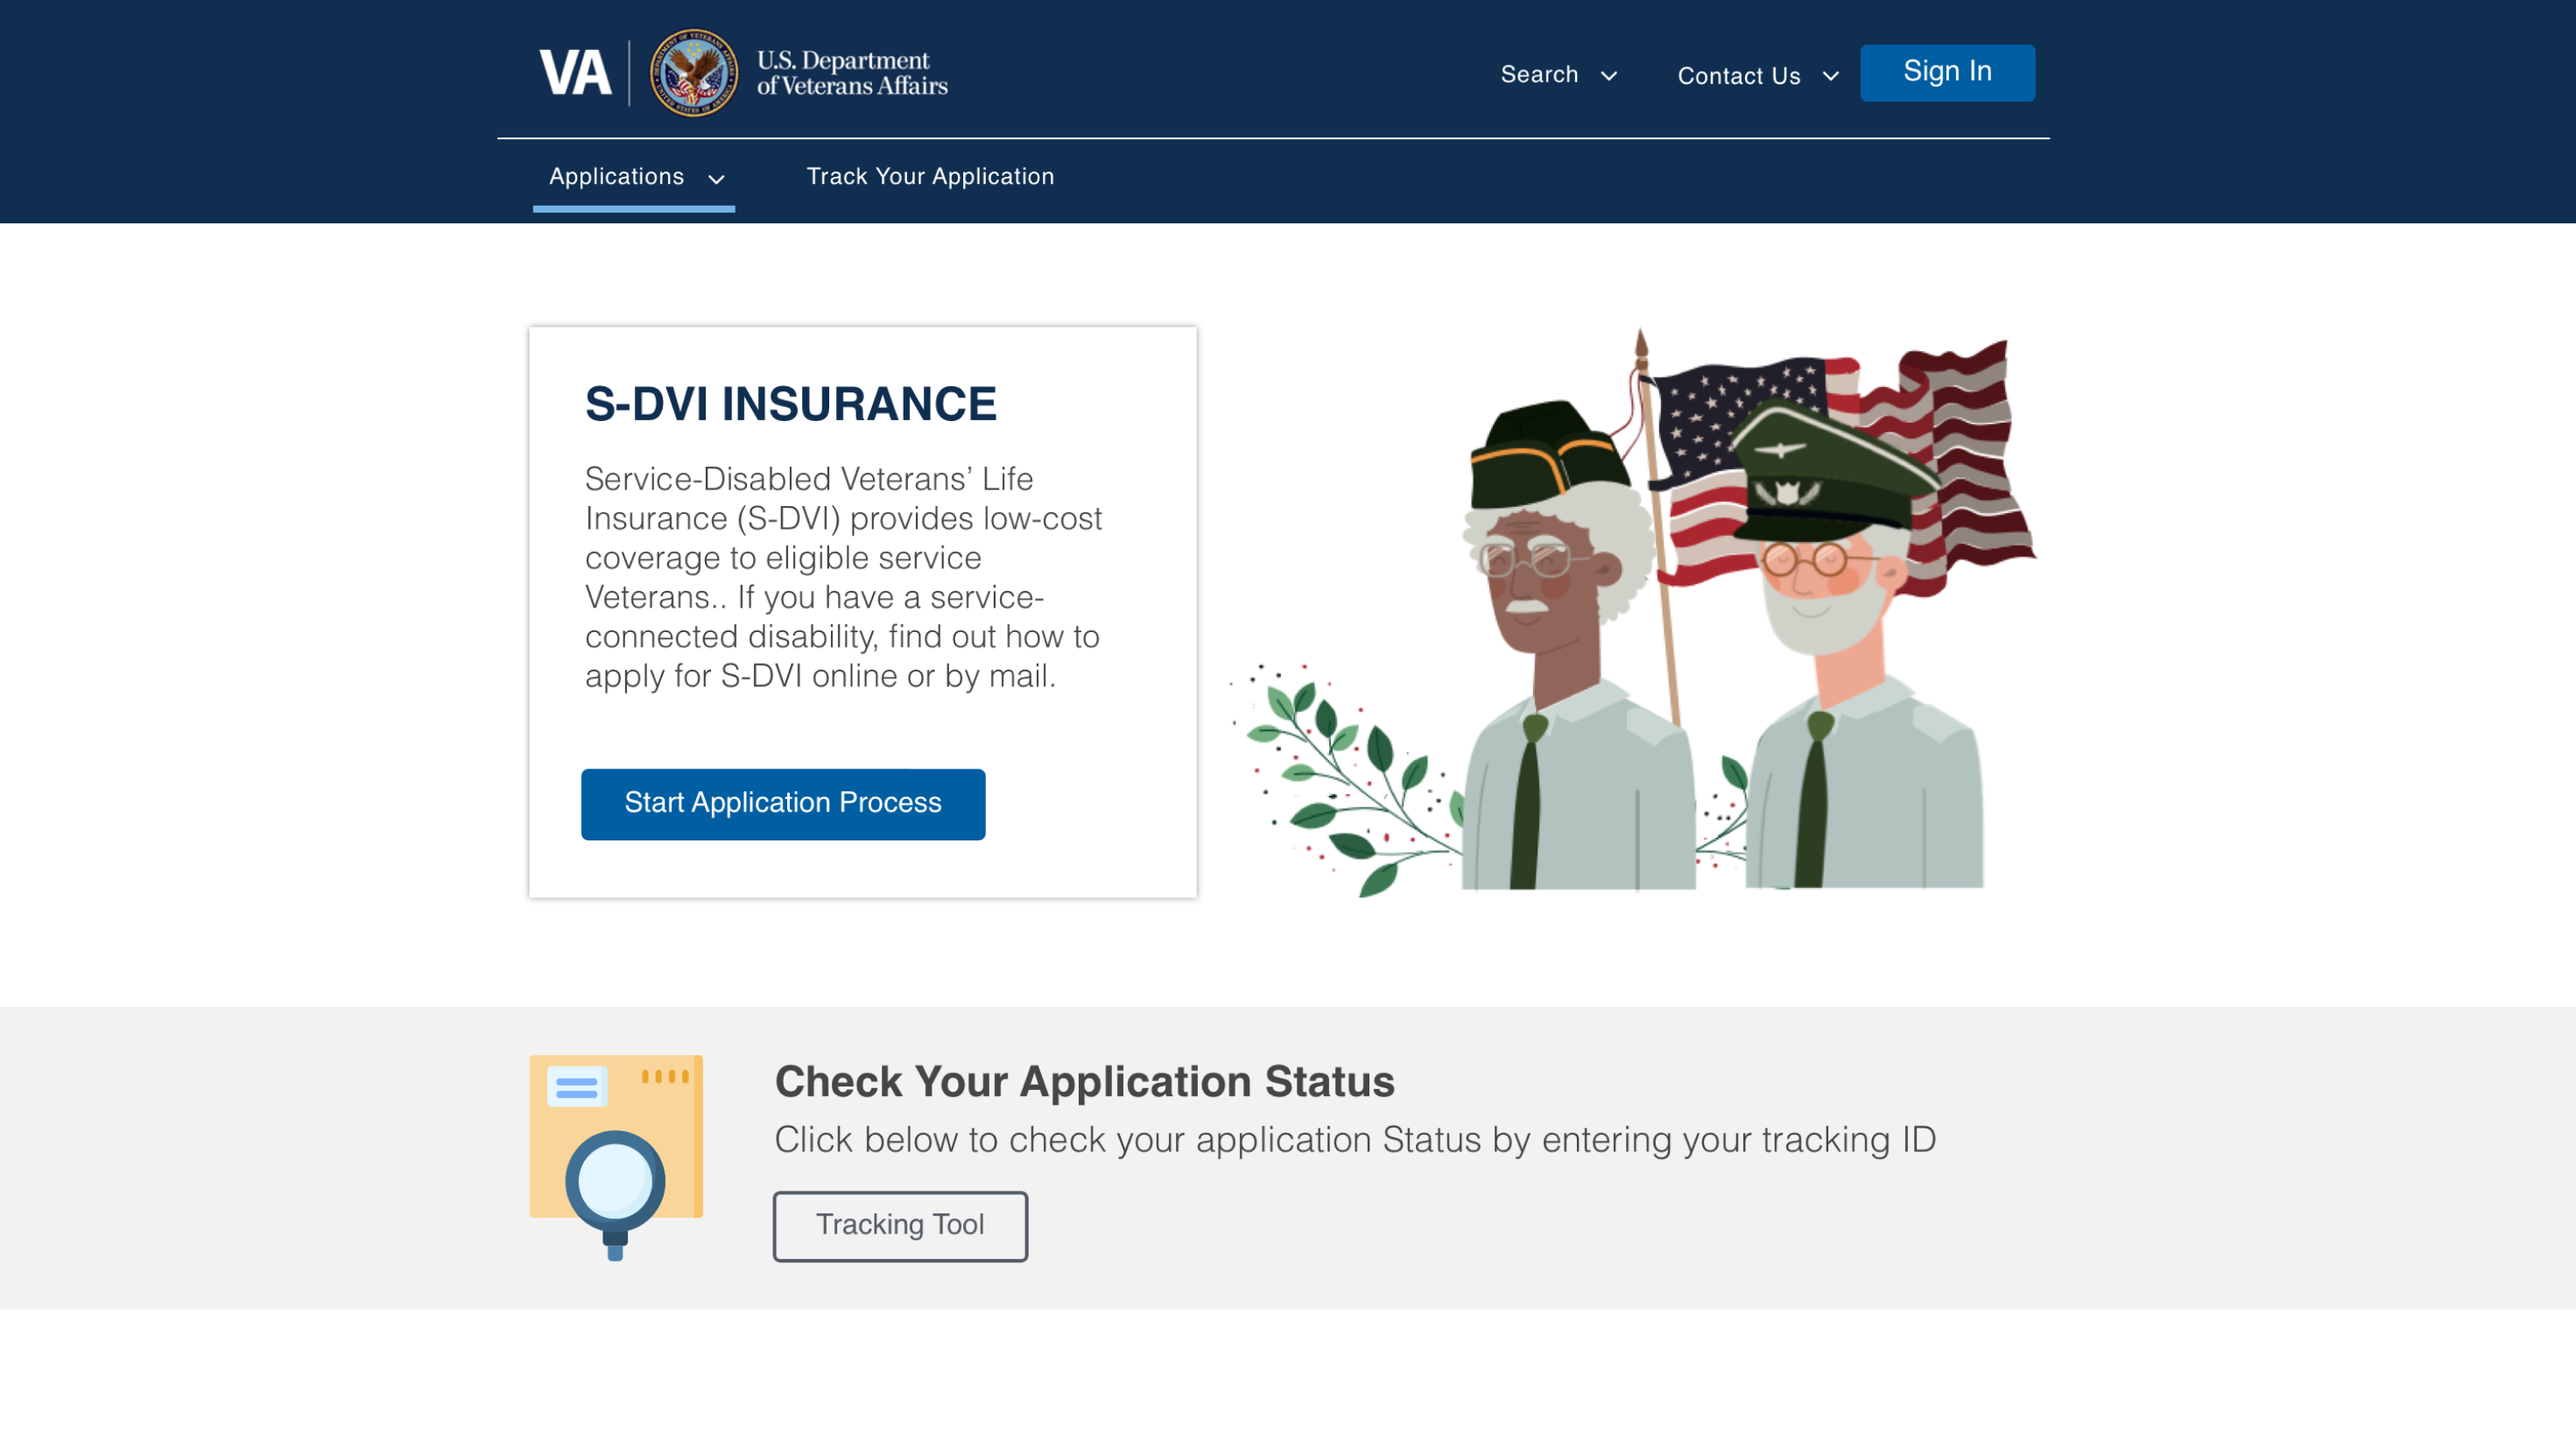 VA
U.S. Department
of Veterans Affairs
Search
Contact Us
Sign In
Applications
Track Your Application
S-DVI INSURANCE
Service-Disabled Veterans’ Life
Insurance (S-DVI) provides low-cost
coverage to eligible service
Veterans.. If you have a service-
connected disability, find out how to
apply for S-DVI online or by mail.
Start Application Process
Check Your Application Status
Click below to check your application Status by entering your tracking ID
Tracking Tool